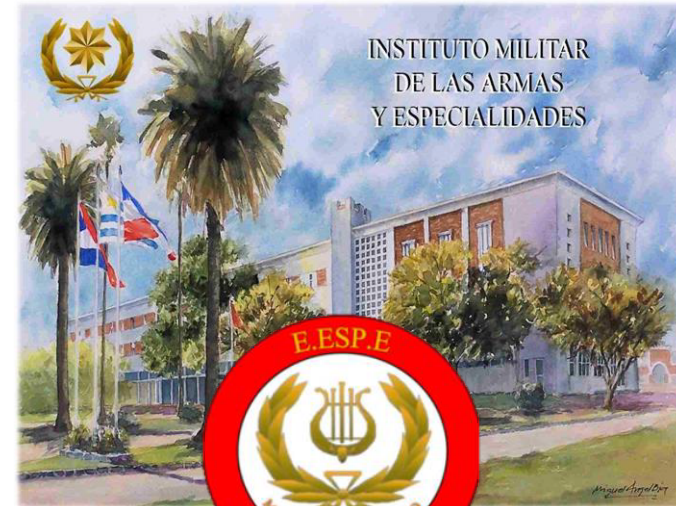 INSTITUTO MILITAR
DE LAS ARMAS
Y ESPECIALIDADES
E.ESP.E